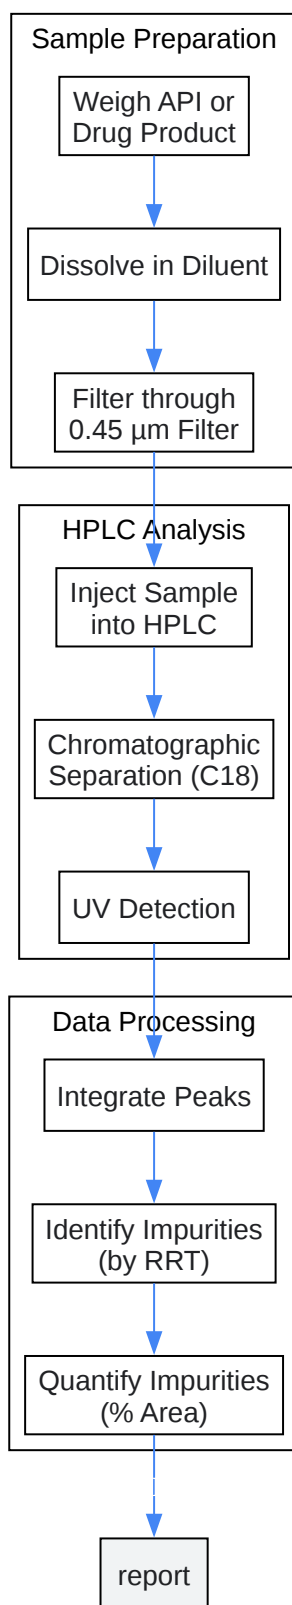 Sample Preparation
Weigh API or
Drug Product
Dissolve in Diluent
Filter through
0.45 µm Filter
HPLC Analysis
Inject Sample
into HPLC
Chromatographic
Separation (C18)
UV Detection
Data Processing
Integrate Peaks
Identify Impurities
(by RRT)
Quantify Impurities
(% Area)
report